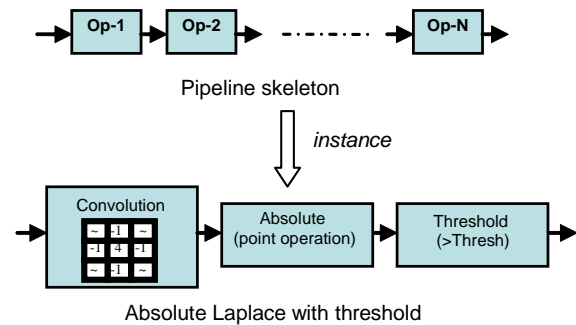 Op-1 Op-2 Op-N
Pipeline skeleton
instance
Convolution
~ -1 ~
-1 4 -1
~ -1 ~
Absolute
(point operation)
Threshold
(>Thresh)
Absolute Laplace with threshold